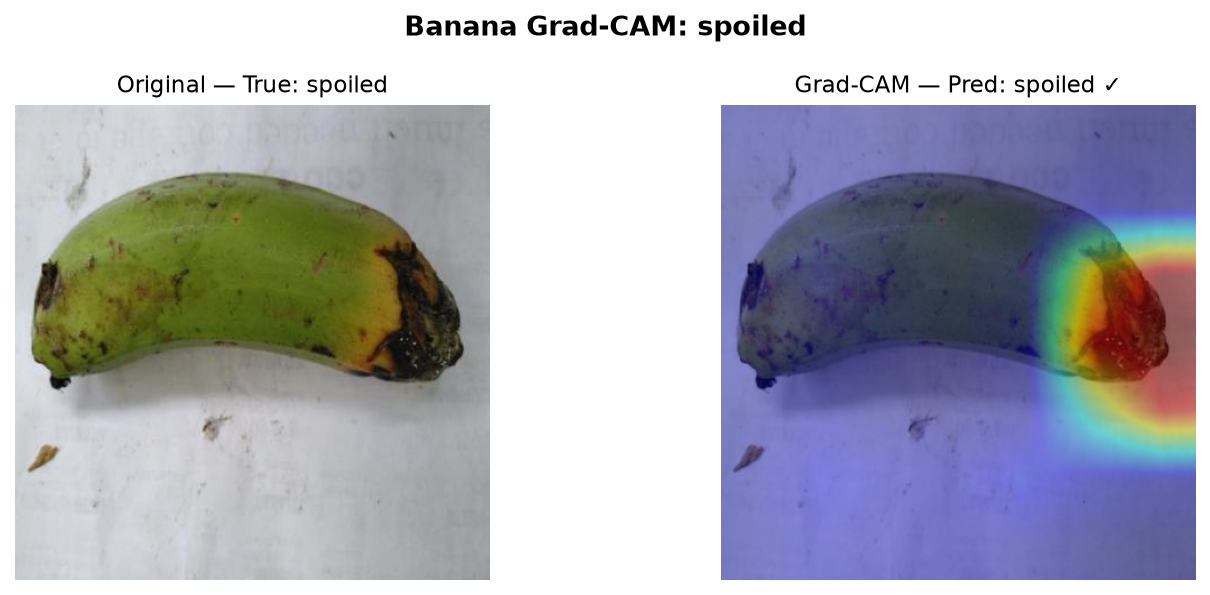 Banana Grad-CAM: spoiled
Original — True: spoiled
Grad-CAM — Pred: spoiled ✓